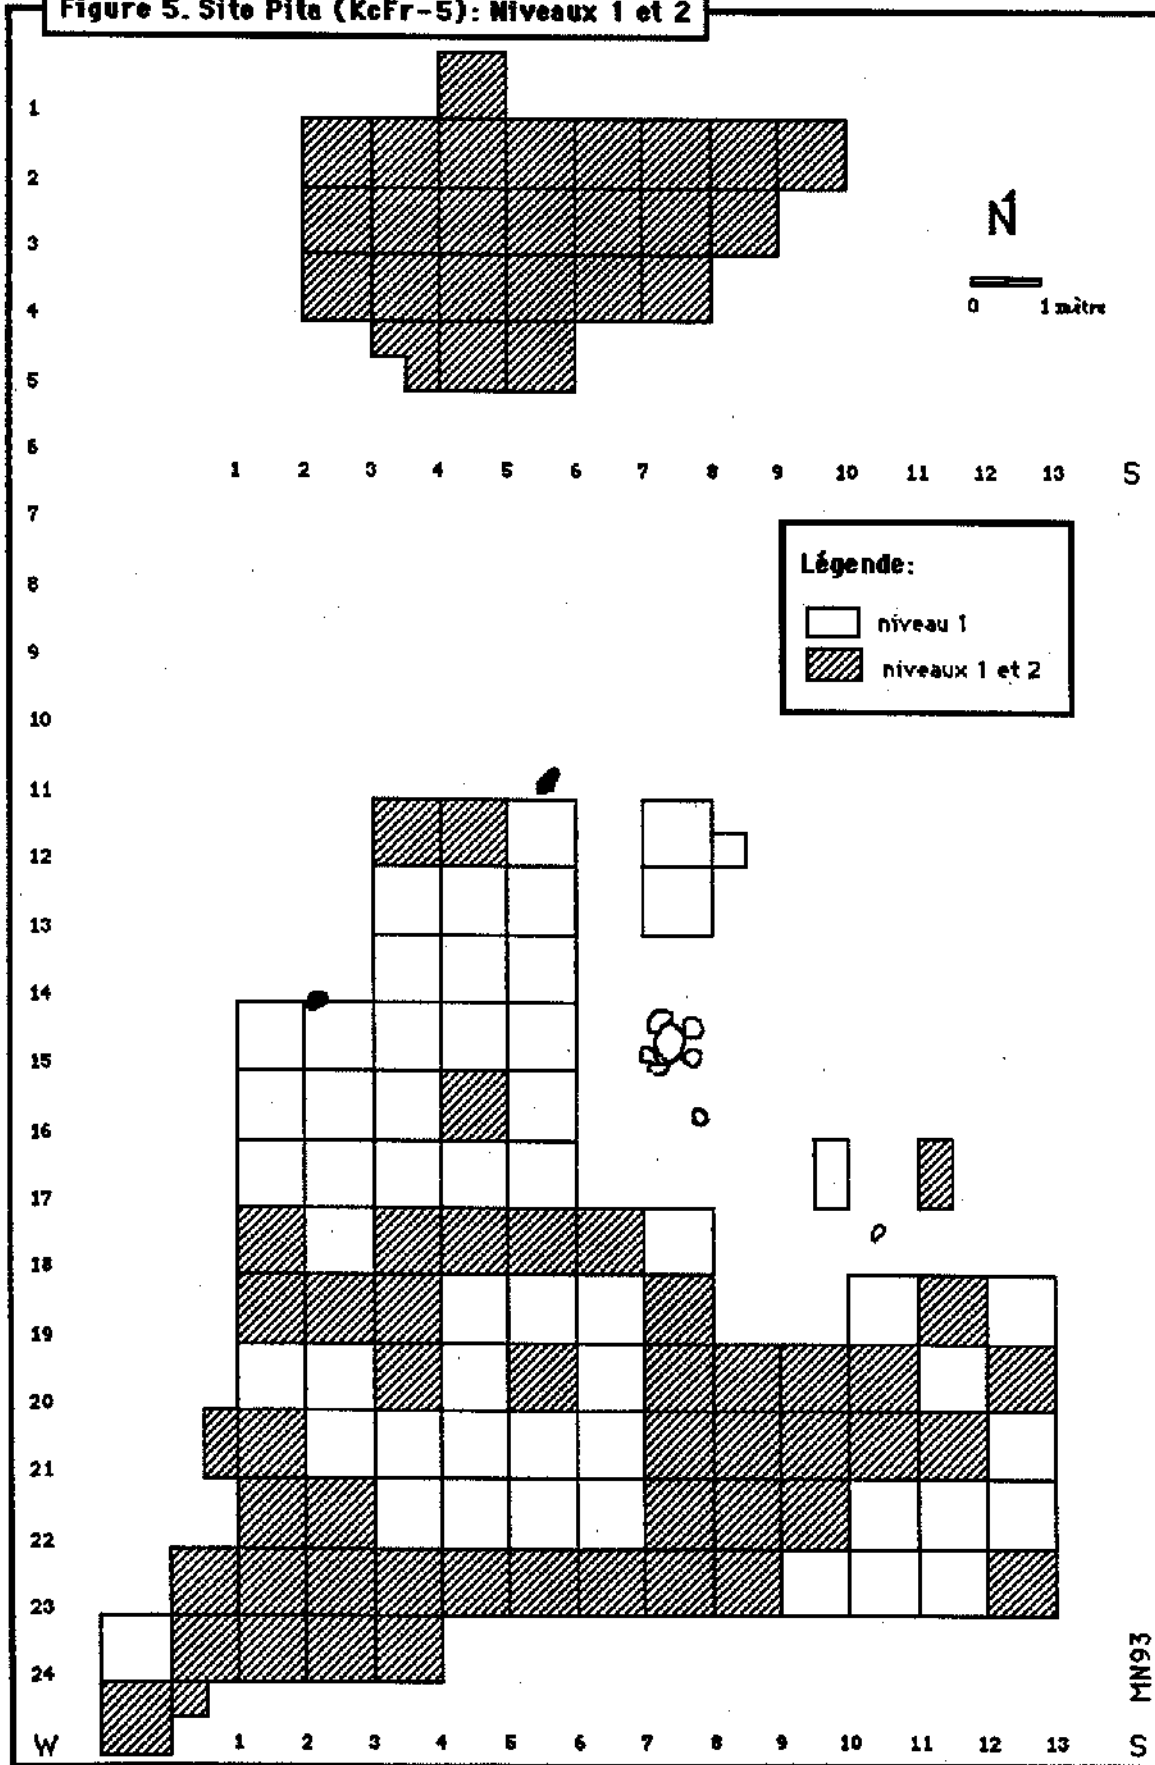 Figure 5. Site Pita (KcFr-5): Niveaux 1 et 2
1
2
3
4
5
6
N
0 1 mètre
1 2 3 4 5 6 7 8 9 10 11 12 13 S
7
8
9
10
11
12
13
14
15
16
17
18
19
20
21
22
23
24
Légende:
niveau 1
niveaux 1 et 2
W 1 2 3 4 5 6 7 8 9 10 11 12 13 S
MN93